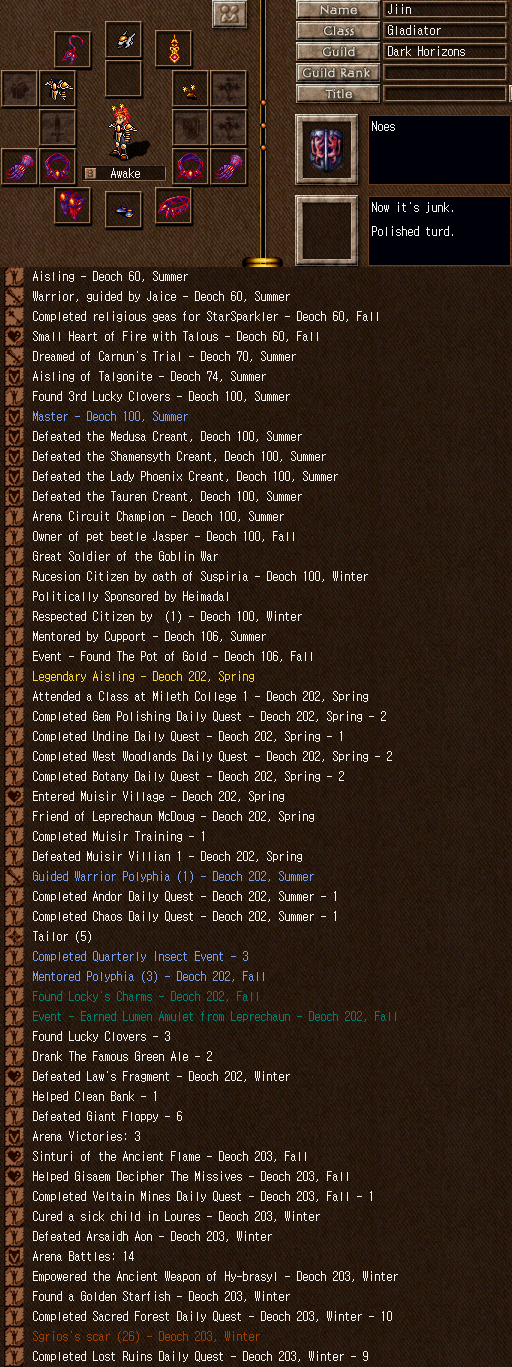 Name Jiin
Class Gladiator
Guild Dark Horizons
Guild Rank
Title
Noes
Awake
Now it's junk.
Polished turd.
Aisling - Deoch 60, Summer
Warrior, guided by Jaice - Deoch 60, Summer
Completed religious geas for StarSparkler - Deoch 60, Fall
Small Heart of Fire with Talous - Deoch 60, Fall
Dreamed of Carnun's Trial - Deoch 70, Summer
Aisling of Talgonite - Deoch 74, Summer
Found 3rd Lucky Clovers - Deoch 100, Summer
Master - Deoch 100, Summer
Defeated the Medusa Creant, Deoch 100, Summer
Defeated the Shamensyth Creant, Deoch 100, Summer
Defeated the Lady Phoenix Creant, Deoch 100, Summer
Defeated the Tauren Creant, Deoch 100, Summer
Arena Circuit Champion - Deoch 100, Summer
Owner of pet beetle Jasper - Deoch 100, Fall
Great Soldier of the Goblin War
Rucesion Citizen by oath of Suspiria - Deoch 100, Winter
Politically Sponsored by Heimadal
Respected Citizen by  (1) - Deoch 100, Winter
Mentored by Cupport - Deoch 106, Summer
Event - Found The Pot of Gold - Deoch 106, Fall
Legendary Aisling - Deoch 202, Spring
Attended a Class at Mileth College 1 - Deoch 202, Spring
Completed Gem Polishing Daily Quest - Deoch 202, Spring - 2
Completed Undine Daily Quest - Deoch 202, Spring - 1
Completed West Woodlands Daily Quest - Deoch 202, Spring - 2
Completed Botany Daily Quest - Deoch 202, Spring - 2
Entered Muisir Village - Deoch 202, Spring
Friend of Leprechaun McDoug - Deoch 202, Spring
Completed Muisir Training - 1
Defeated Muisir Villian 1 - Deoch 202, Spring
Guided Warrior Polyphia (1) - Deoch 202, Summer
Completed Andor Daily Quest - Deoch 202, Summer - 1
Completed Chaos Daily Quest - Deoch 202, Summer - 1
Tailor (5)
Completed Quarterly Insect Event - 3
Mentored Polyphia (3) - Deoch 202, Fall
Found Locky's Charms - Deoch 202, Fall
Event - Earned Lumen Amulet from Leprechaun - Deoch 202, Fall
Found Lucky Clovers - 3
Drank The Famous Green Ale - 2
Defeated Law's Fragment - Deoch 202, Winter
Helped Clean Bank - 1
Defeated Giant Floppy - 6
Arena Victories: 3
Sinturi of the Ancient Flame - Deoch 203, Fall
Helped Gisaem Decipher The Missives - Deoch 203, Fall
Completed Veltain Mines Daily Quest - Deoch 203, Fall - 1
Cured a sick child in Loures - Deoch 203, Winter
Defeated Arsaidh Aon - Deoch 203, Winter
Arena Battles: 14
Empowered the Ancient Weapon of Hy-brasyl - Deoch 203, Winter
Found a Golden Starfish - Deoch 203, Winter
Completed Sacred Forest Daily Quest - Deoch 203, Winter - 10
Sgrios's scar (26) - Deoch 203, Winter
Completed Lost Ruins Daily Quest - Deoch 203, Winter - 9